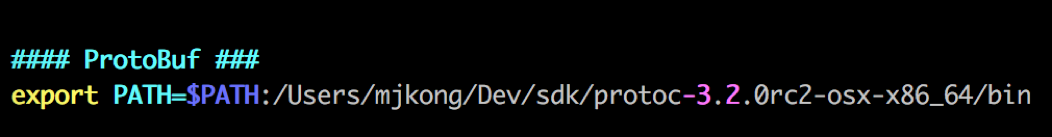 #### ProtoBuf ###
export PATH=$PATH:/Users/mjkong/Dev/sdk/protoc-3.2.0rc2-osx-x86_64/bin